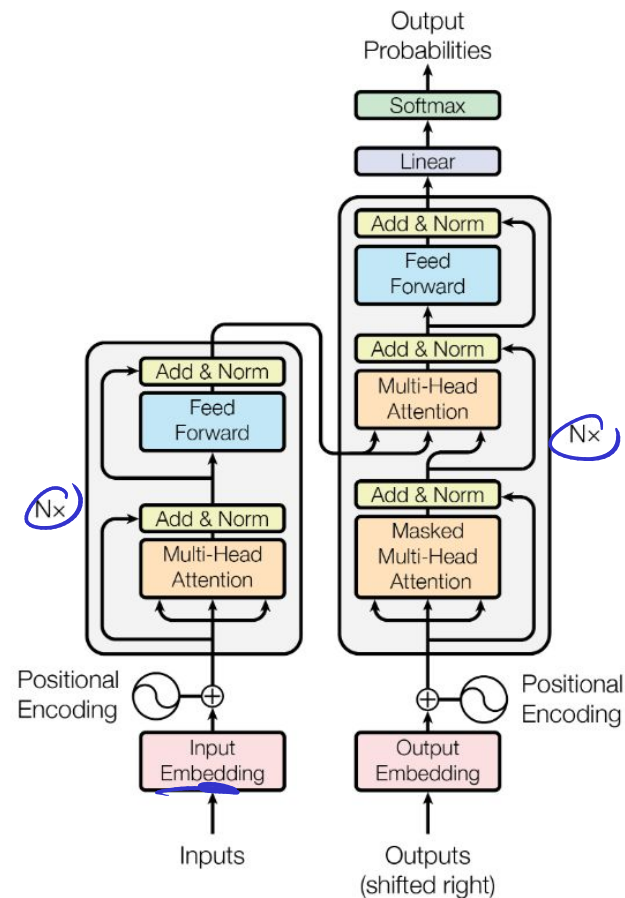 Output
Probabilities
Softmax
Linear
Add & Norm
Feed
Forward
Add & Norm
Multi-Head
Attention
Nx
Add & Norm
Masked
Multi-Head
Attention
Add & Norm
Feed
Forward
Nx
Add & Norm
Multi-Head
Attention
Positional
Encoding
Positional
Encoding
Input
Embedding
Output
Embedding
Inputs
Outputs
(shifted right)